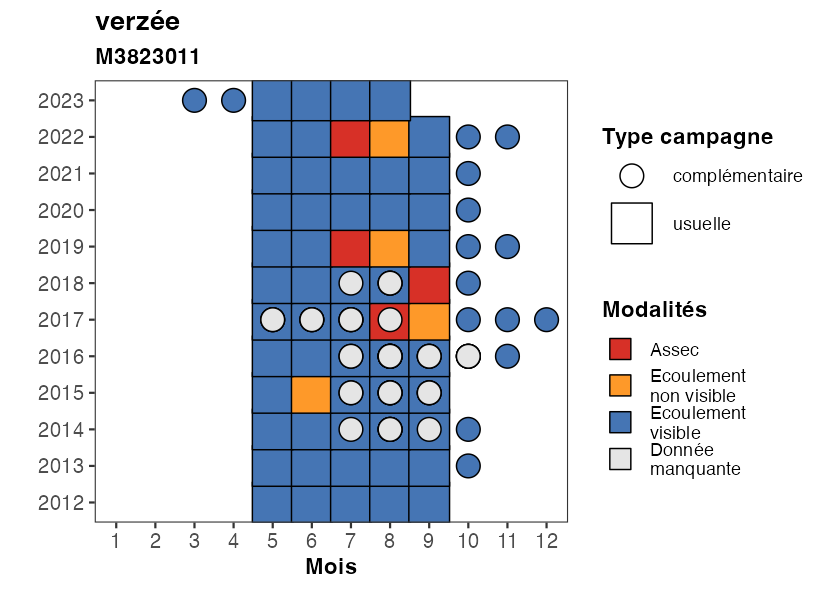 verzée
M3823011
2023
2022
2021
2020
2019
2018
2017
2016
2015
2014
2013
2012
1 2 3 4 5 6 7 8 9 10 11 12
Mois
Type campagne
complémentaire
usuelle
Modalités
Assec
Ecoulement
non visible
Ecoulement
visible
Donnée
manquante